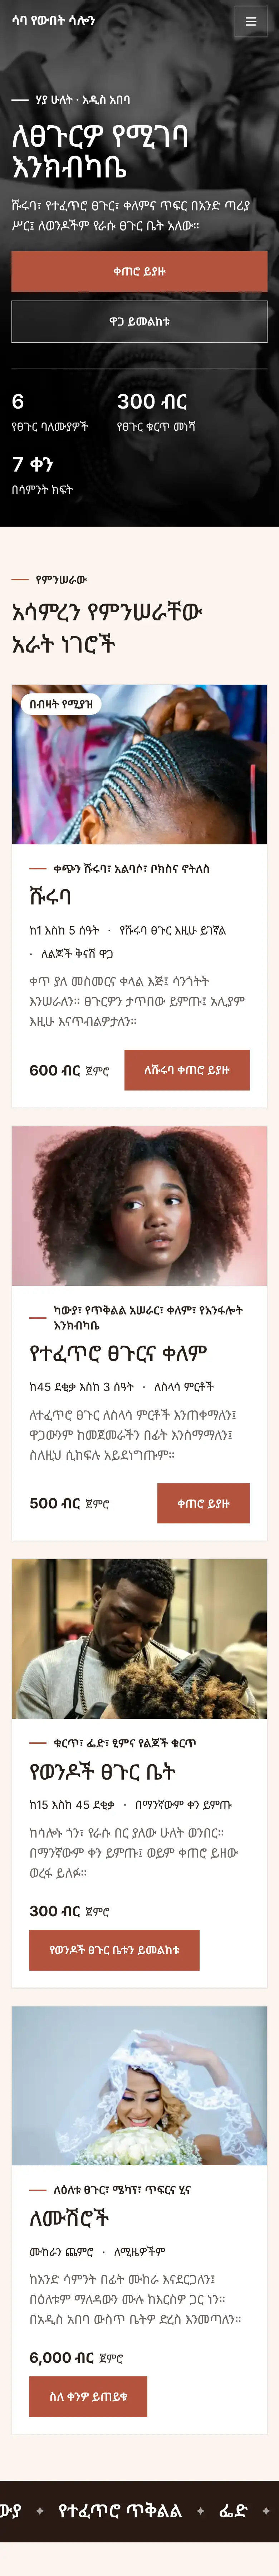 ሳባ የውበት ሳሎን
ሃያ ሁለት · አዲስ አበባ
ለፀጉርዎ የሚገባ
እንክብካቤ
ሹሩባ፣ የተፈጥሮ ፀጉር፣ ቀለምና ጥፍር በአንድ ጣሪያ
ሥር፤ ለወንዶችም የራሱ ፀጉር ቤት አለው።
ቀጠሮ ይያዙ
ዋጋ ይመልከቱ
6
የፀጉር ባለሙያዎች
300 ብር
የፀጉር ቁርጥ መነሻ
7 ቀን
በሳምንት ክፍት
የምንሠራው
አሳምረን የምንሠራቸው
አራት ነገሮች
በብዛት የሚያዝ
ቀጭን ሹሩባ፣ አልባሶ፣ ቦክስና ኖትለስ
ሹሩባ
ከ1 እስከ 5 ሰዓት · የሹሩባ ፀጉር እዚሁ ይገኛል
· ለልጆች ቅናሽ ዋጋ
ቀጥ ያለ መስመርና ቀላል እጅ፤ ሳንጎትት
እንሠራለን። ፀጉርዎን ታጥበው ይምጡ፤ አሊያም
እዚሁ እናጥብልዎታለን።
600 ብር ጀምሮ
ለሹሩባ ቀጠሮ ይያዙ
ካውያ፣ የጥቅልል አሠራር፣ ቀለም፣ የእንፋሎት
እንክብካቤ
የተፈጥሮ ፀጉርና ቀለም
ከ45 ደቂቃ እስከ 3 ሰዓት · ለስላሳ ምርቶች
ለተፈጥሮ ፀጉር ለስላሳ ምርቶች እንጠቀማለን፤
ዋጋውንም ከመጀመራችን በፊት እንስማማለን፤
ስለዚህ ሲከፍሉ አይደነግጡም።
500 ብር ጀምሮ
ቀጠሮ ይያዙ
ቁርጥ፣ ፌድ፣ ፂምና የልጆች ቁርጥ
የወንዶች ፀጉር ቤት
ከ15 እስከ 45 ደቂቃ · በማንኛውም ቀን ይምጡ
ከሳሎኑ ጎን፣ የራሱ በር ያለው ሁለት ወንበር።
በማንኛውም ቀን ይምጡ፤ ወይም ቀጠሮ ይዘው
ወረፋ ይለፉ።
300 ብር ጀምሮ
የወንዶች ፀጉር ቤቱን ይመልከቱ
ለዕለቱ ፀጉር፣ ሜካፕ፣ ጥፍርና ሂና
ለሙሽሮች
ሙከራን ጨምሮ · ለሚዜዎችም
ከአንድ ሳምንት በፊት ሙከራ እናደርጋለን፤
በዕለቱም ማለዳውን ሙሉ ከእርስዎ ጋር ነን።
በአዲስ አበባ ውስጥ ቤትዎ ድረስ እንመጣለን።
6,000 ብር ጀምሮ
ስለ ቀንዎ ይጠይቁ
ውያ ✦ የተፈጥሮ ጥቅልል ✦ ፌድ ✦